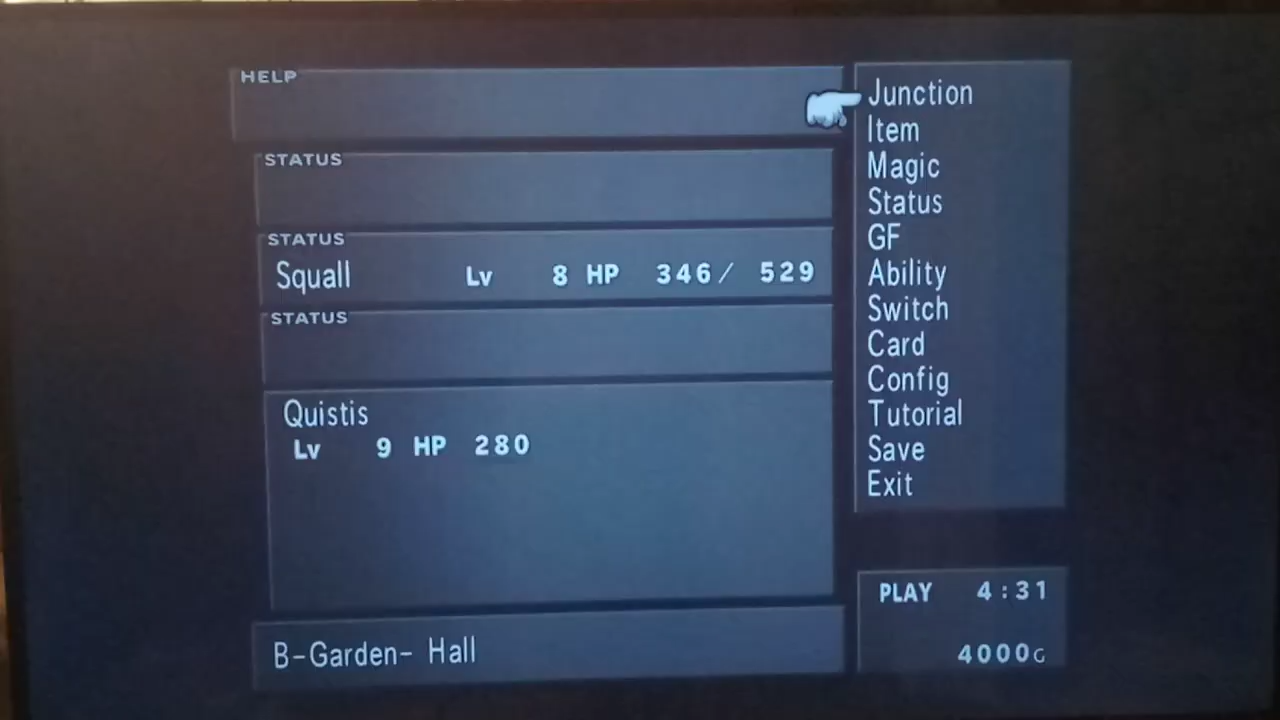 HELP
STATUS
STATUS
Squall Lv 8 HP 346/ 529
STATUS
Quistis
Lv 9 HP 280
B-Garden- Hall
Junction
Item
Magic
Status
GF
Ability
Switch
Card
Config
Tutorial
Save
Exit
PLAY 4:31
4000G